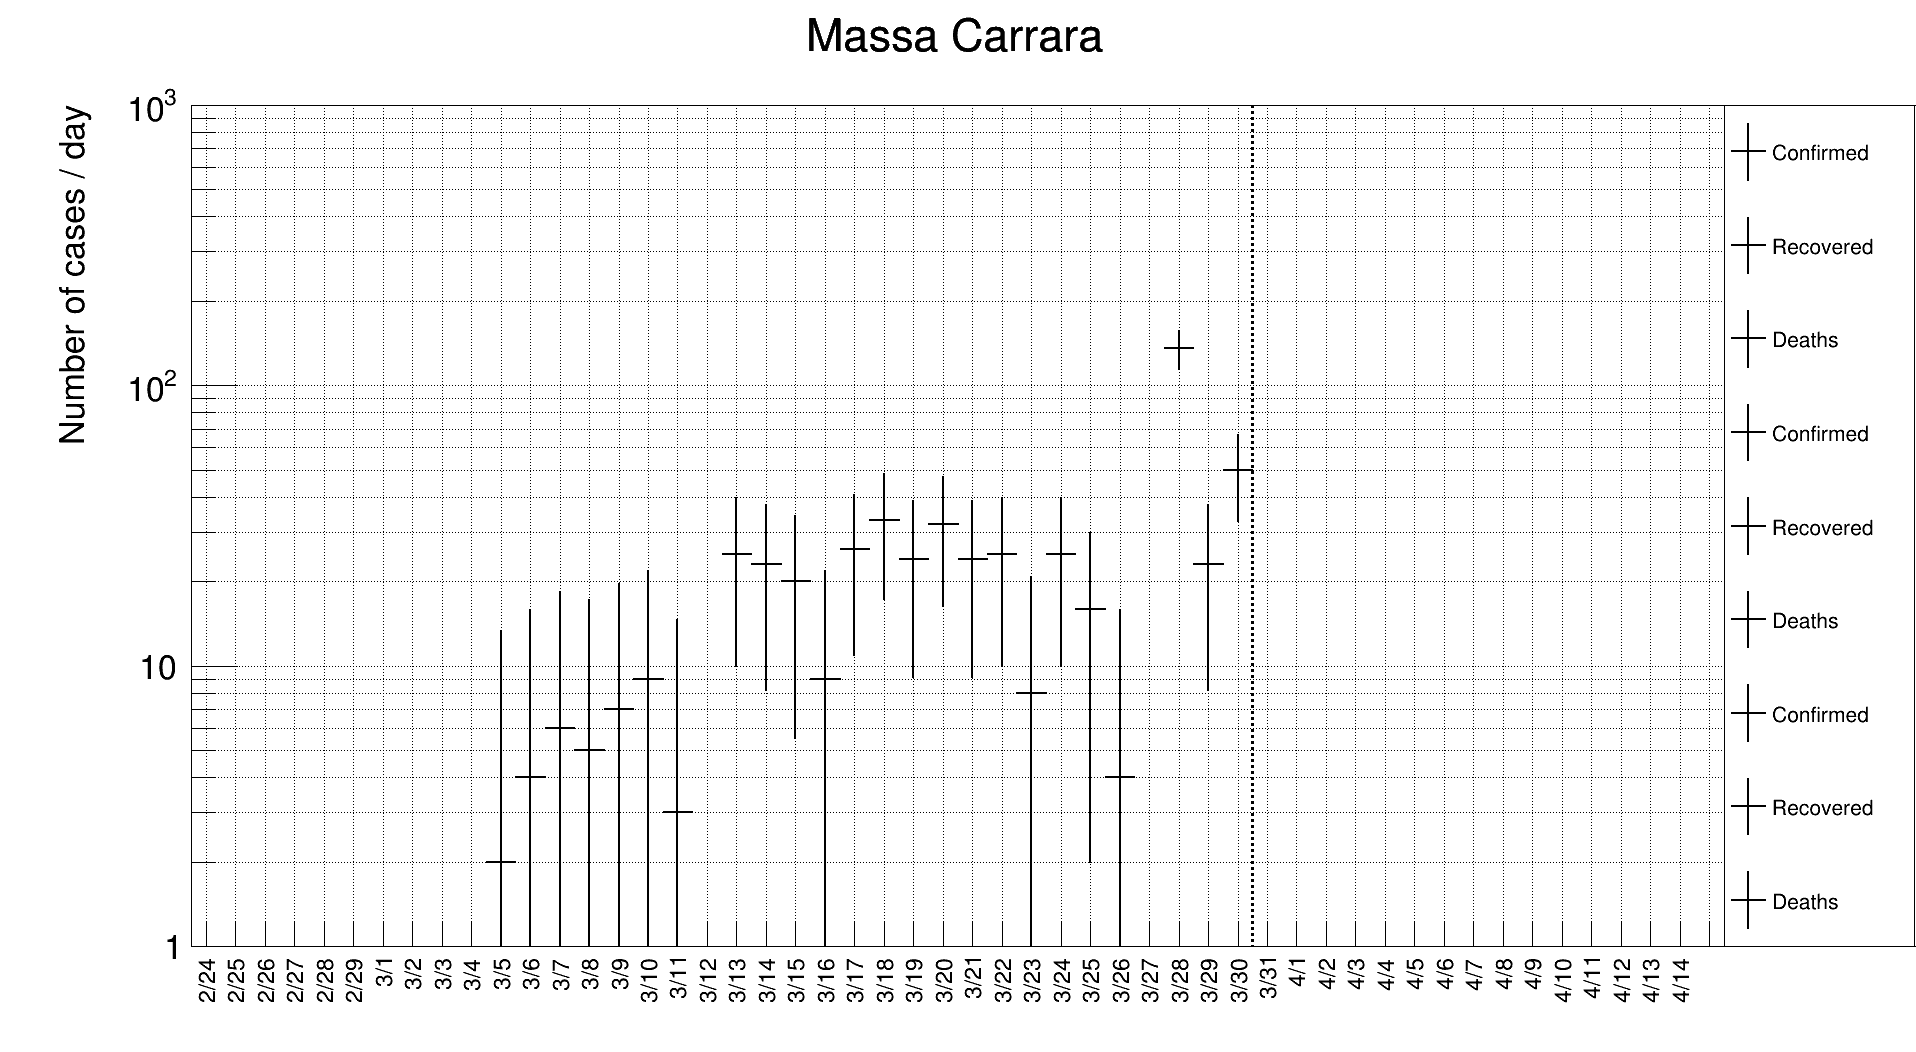 Massa Carrara
Number of cases / day
10³
10²
10
1
2/24 2/25 2/26 2/27 2/28 2/29 3/1 3/2 3/3 3/4 3/5 3/6 3/7 3/8 3/9 3/10 3/11 3/12 3/13 3/14 3/15 3/16 3/17 3/18 3/19 3/20 3/21 3/22 3/23 3/24 3/25 3/26 3/27 3/28 3/29 3/30 3/31 4/1 4/2 4/3 4/4 4/5 4/6 4/7 4/8 4/9 4/10 4/11 4/12 4/13 4/14
Confirmed
Recovered
Deaths
Confirmed
Recovered
Deaths
Confirmed
Recovered
Deaths